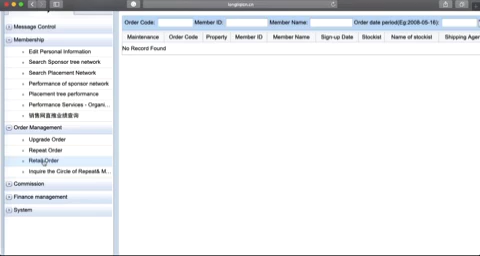 longliqibin.cn
Message Control
Membership
Edit Personal Information
Search Sponsor tree network
Search Placement Network
Performance of sponsor network
Placement tree performance
Performance Services - Organi...
销售网直推业绩查询
Order Management
Upgrade Order
Repeat Order
Retail Order
Inquire the Circle of Repeat& M...
Commission
Finance management
System
Order Code: Member ID: Member Name: Order date period(Eg:2008-05-18):
Maintenance Order Code Property Member ID Member Name Sign-up Date Stockist Name of stockist Shipping Agen
No Record Found